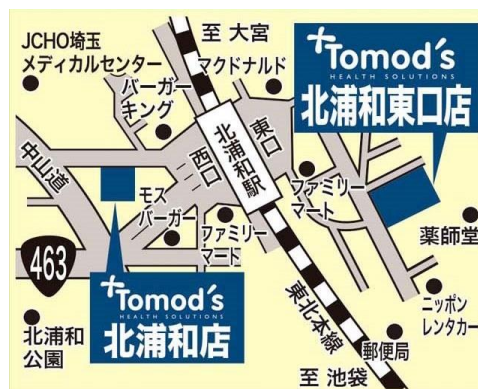 JCHO埼玉
メディカルセンター
至 大宮
マクドナルド
バーガー
キング
Tomod's
HEALTH SOLUTIONS
北浦和東口店
中山道
西口
北浦和駅
東口
モス
バーガー
ファミリー
マート
ファミリー
マート
薬師堂
463
Tomod's
HEALTH SOLUTIONS
北浦和店
北浦和
公園
東北本線
ニッポン
レンタカー
郵便局
至 池袋